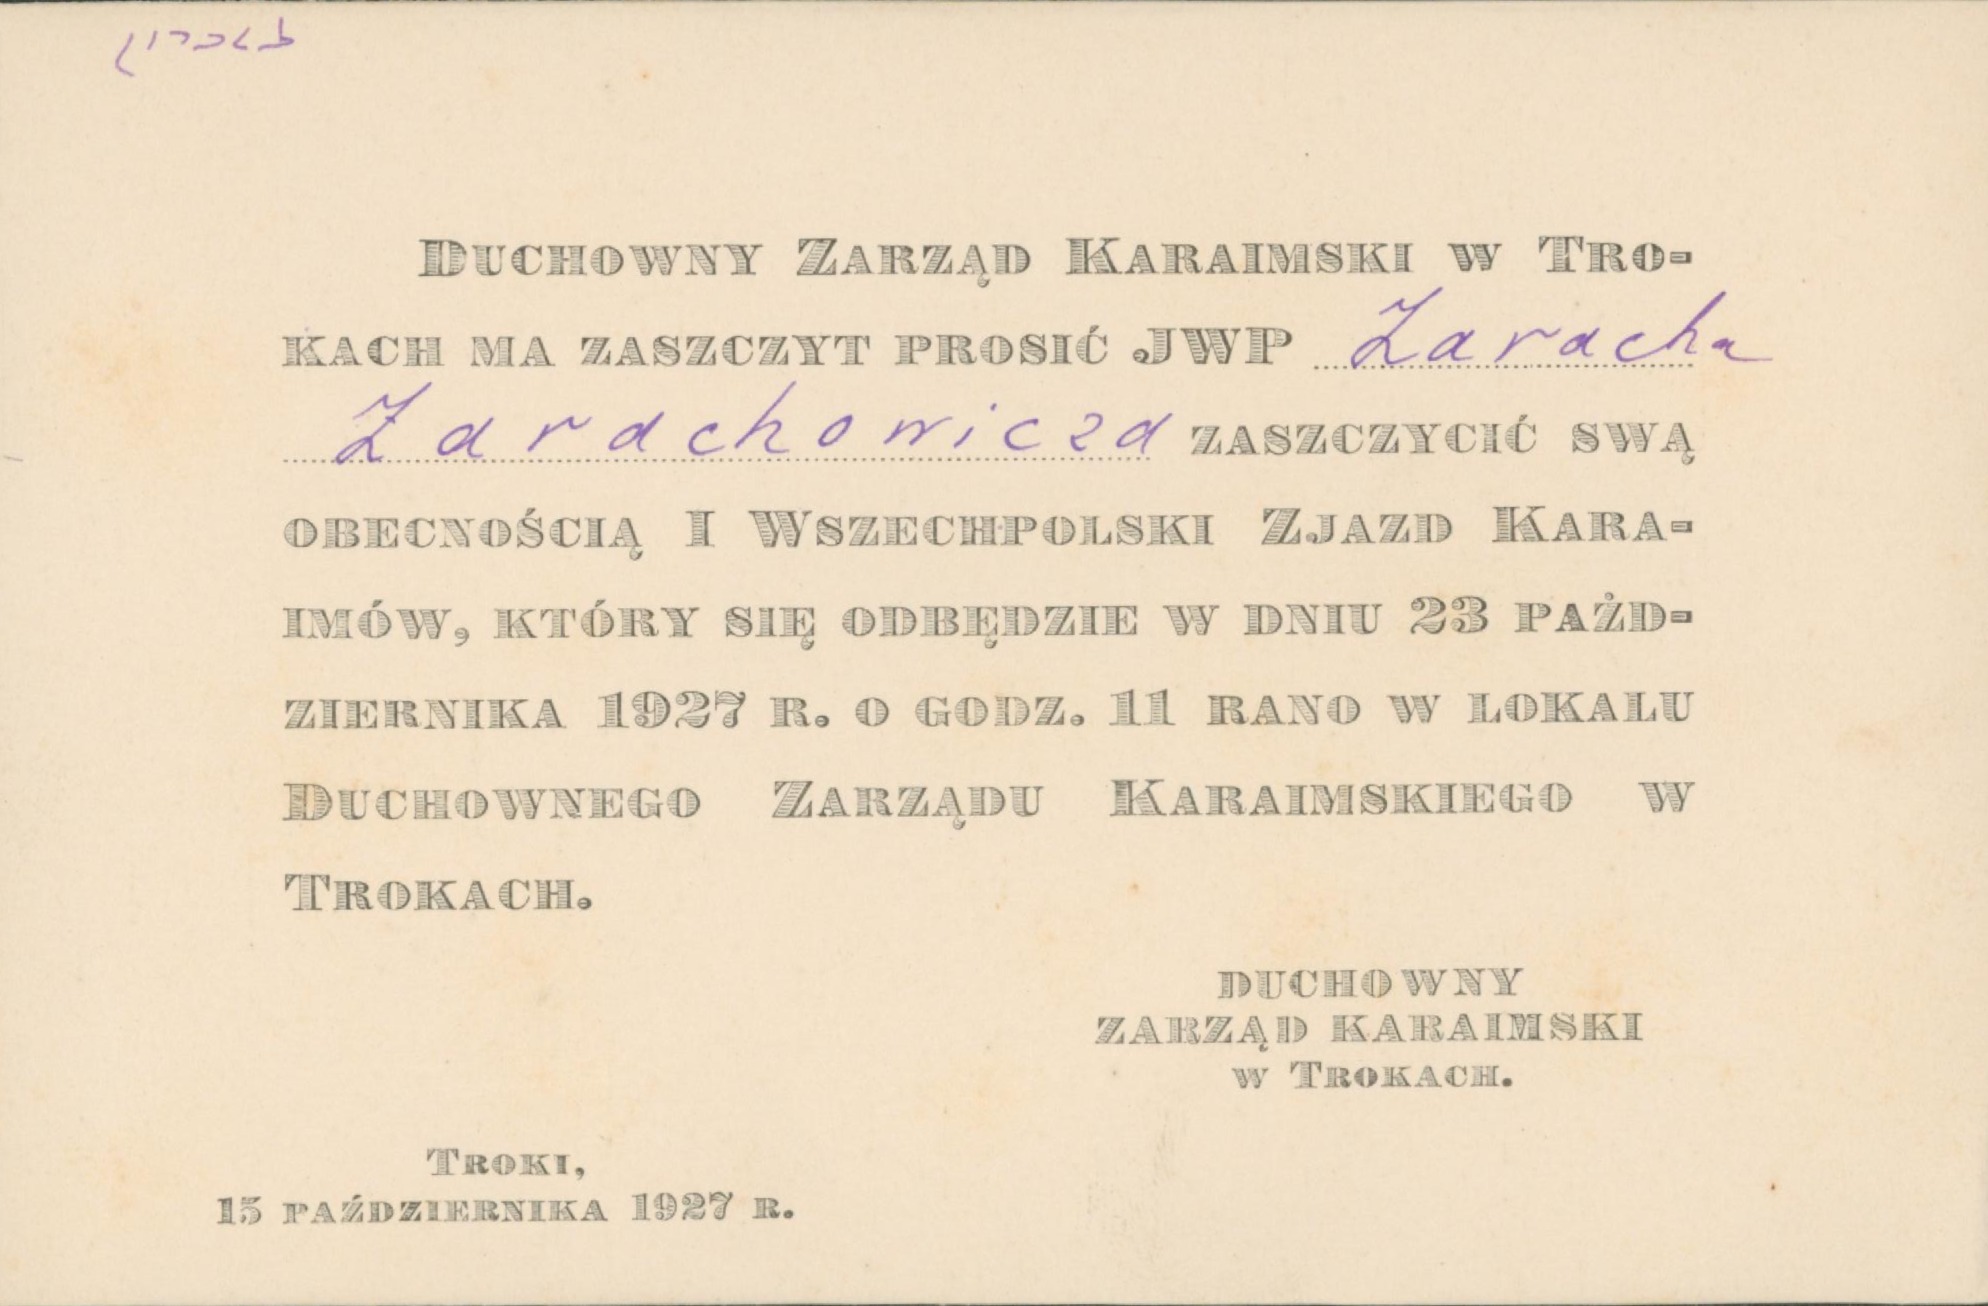 לזכרון
DUCHOWNY ZARZĄD KARAIMSKI W TRO-
KACH MA ZASZCZYT PROSIĆ JWP Zaracha
Zarachowicza ZASZCZYCIĆ SWĄ
OBECNOŚCIĄ I WSZECHPOLSKI ZJAZD KARA-
IMÓW, KTÓRY SIĘ ODBĘDZIE W DNIU 23 PAŻD-
ZIERNIKA 1927 R. O GODZ. 11 RANO W LOKALU
DUCHOWNEGO ZARZĄDU KARAIMSKIEGO W
TROKACH.
DUCHOWNY
ZARZĄD KARAIMSKI
W TROKACH.
TROKI,
15 PAŹDZIERNIKA 1927 R.